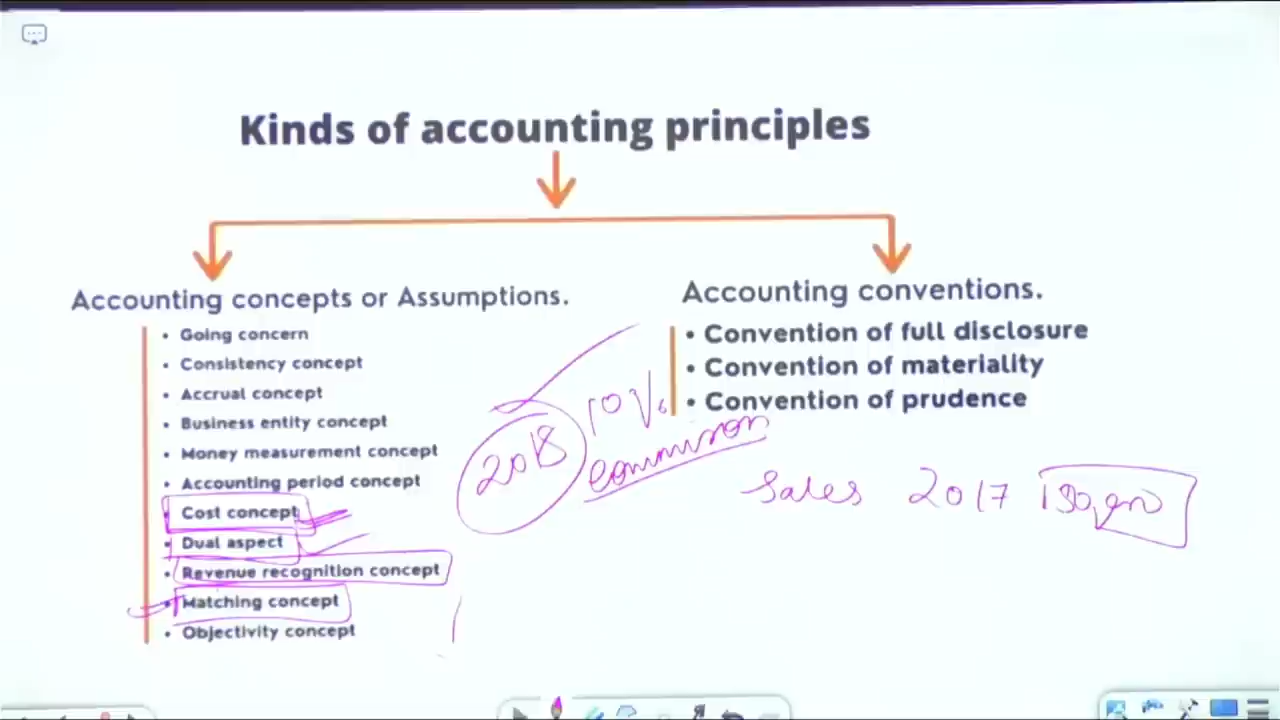 Kinds of accounting principles
Accounting concepts or Assumptions.
• Going concern
• Consistency concept
• Accrual concept
• Business entity concept
• Money measurement concept
• Accounting period concept
• Cost concept
• Dual aspect
• Revenue recognition concept
• Matching concept
• Objectivity concept
Accounting conventions.
• Convention of full disclosure
• Convention of materiality
• Convention of prudence
2018 10%
commission
Sales 2017